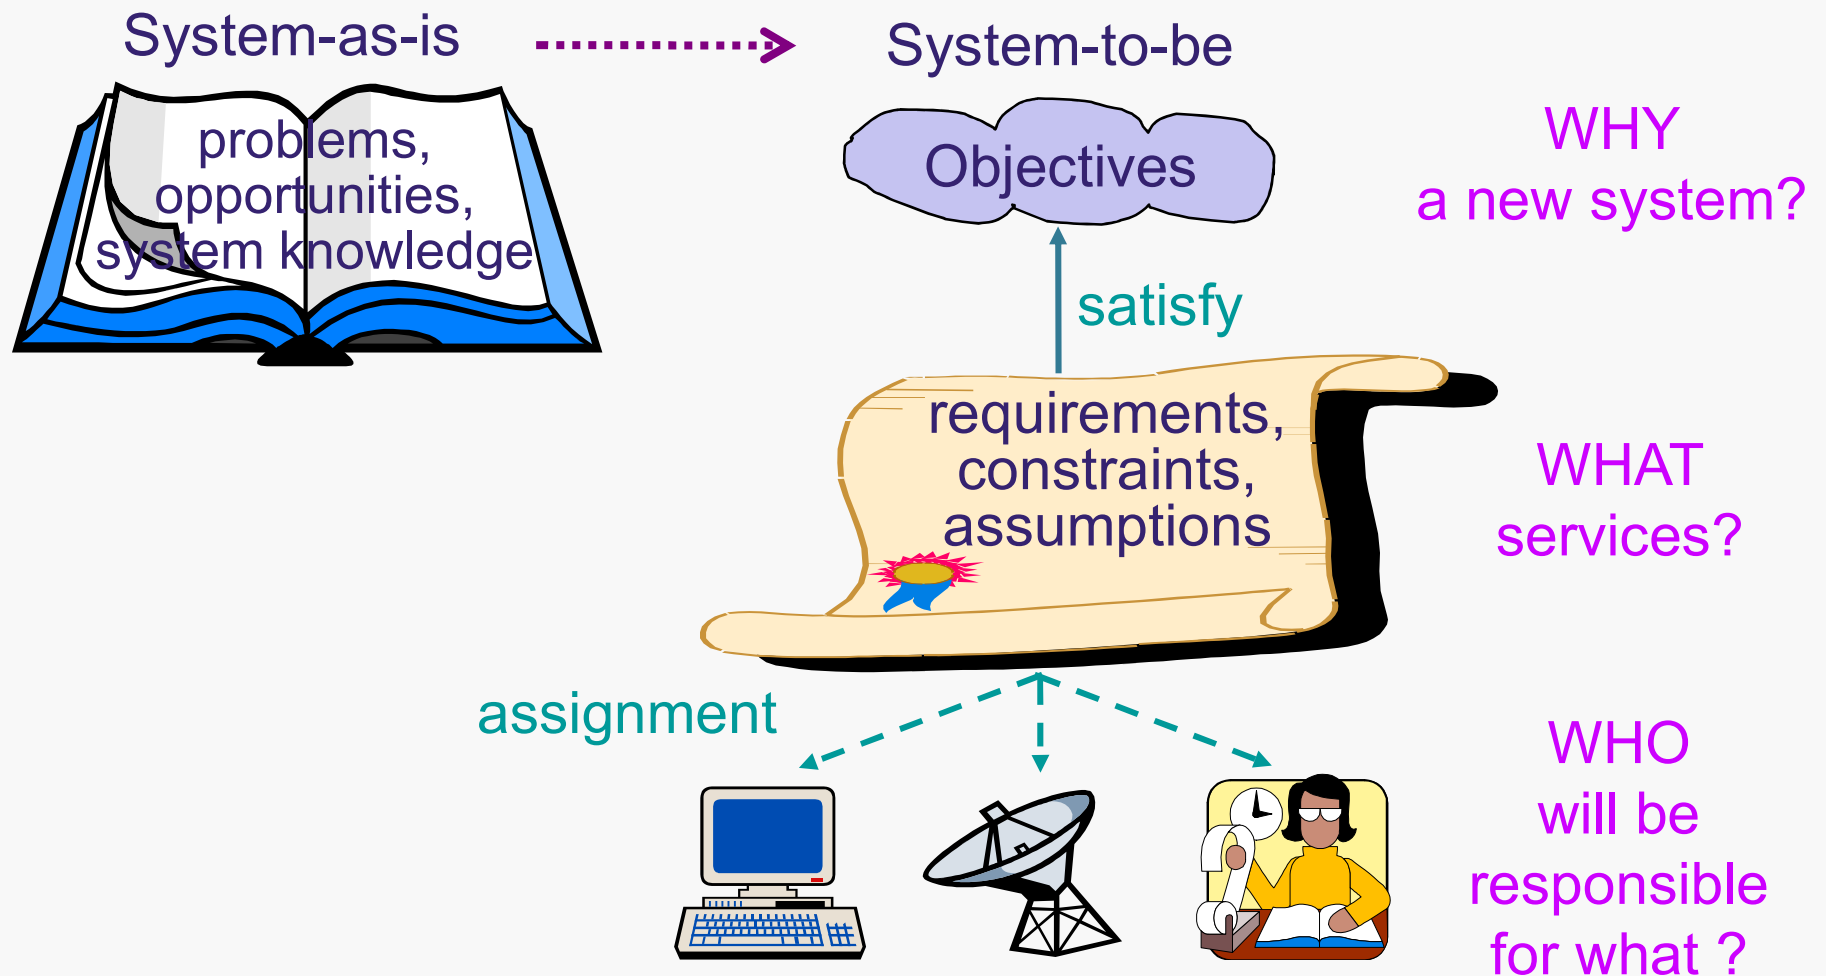 System-as-is
System-to-be
problems,
opportunities,
system knowledge
Objectives
WHY
a new system?
satisfy
requirements,
constraints,
assumptions
WHAT
services?
assignment
WHO
will be
responsible
for what ?